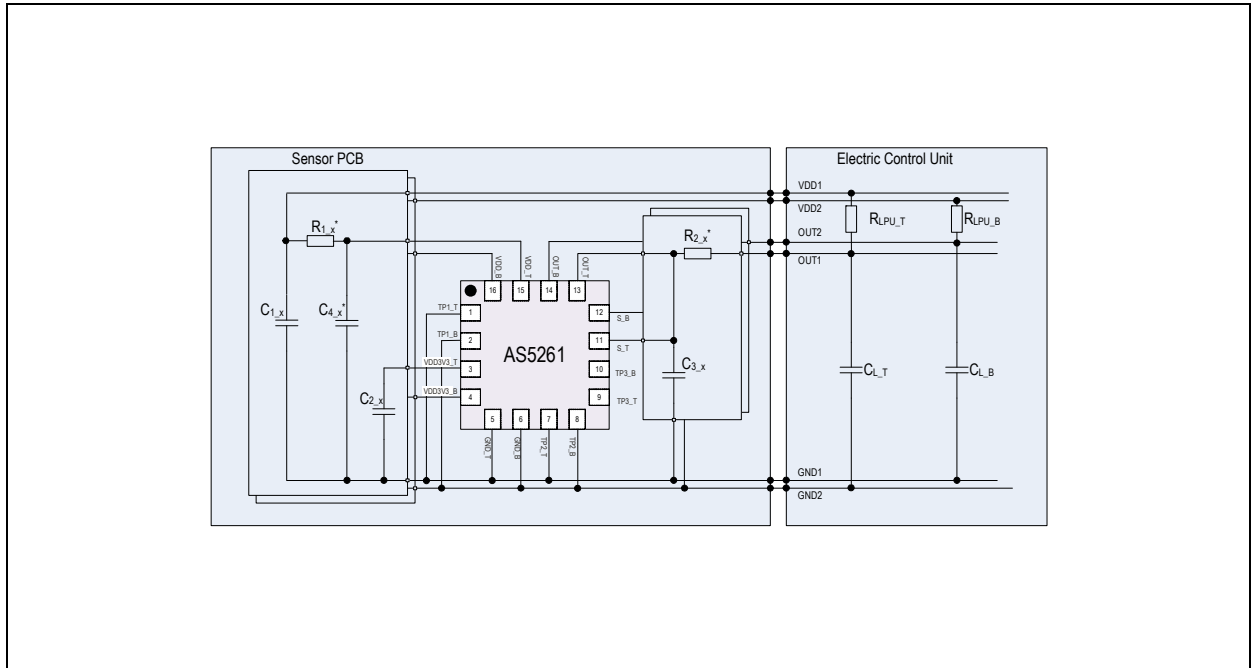 Sensor PCB
Electric Control Unit
VDD1
VDD2
RLPU_T
RLPU_B
R1_x*
R2_x*
OUT2
OUT1
VDD_B
VDD_T
OUT_B
OUT_T
16
15
14
13
C1_x
C4_x*
TP1_T
1
12
S_B
TP1_B
2
11
S_T
AS5261
VDD3V3_T
3
10
TP3_B
C3_x
CL_T
CL_B
VDD3V3_B
4
9
TP3_T
C2_x
5
6
7
8
GND_T
GND_B
TP2_T
TP2_B
GND1
GND2